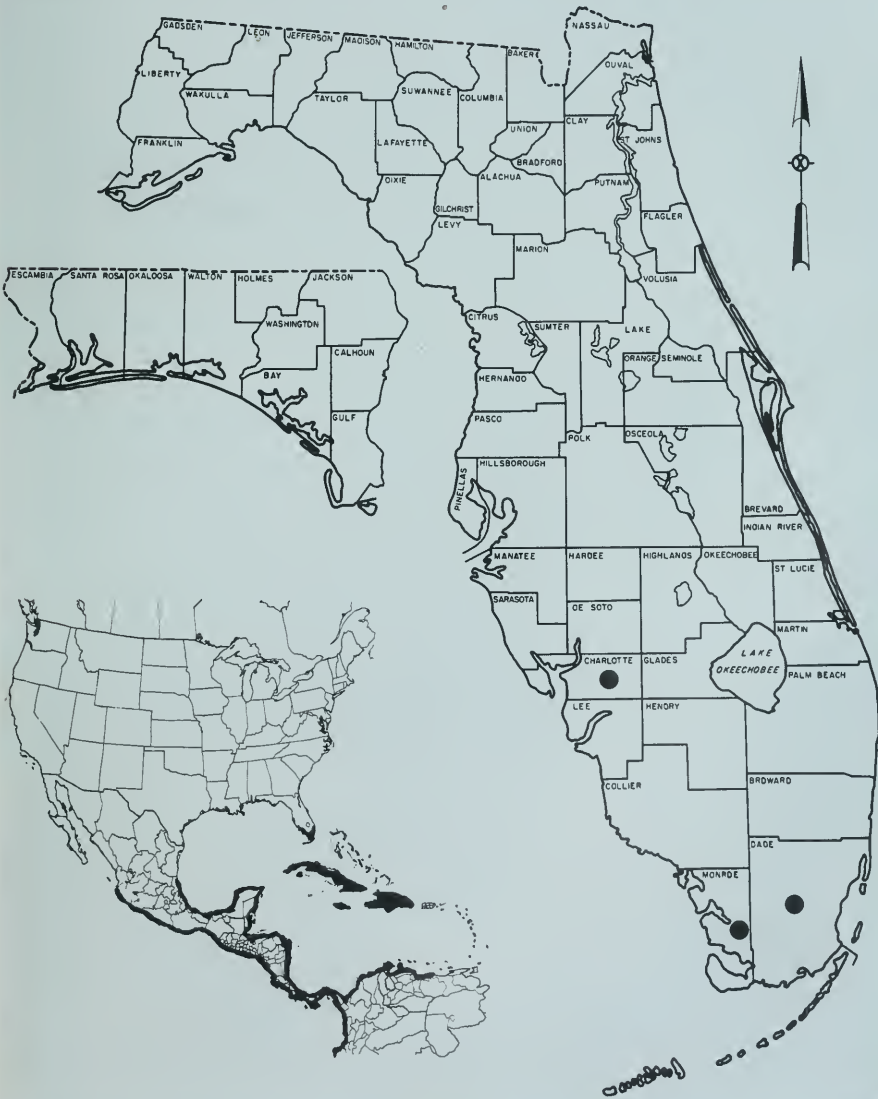 NASSAU
GADSDEN
LEON
JEFFERSON
MADISON
HAMILTON
BAKER
DUVAL
LIBERTY
WAKULLA
TAYLOR
SUWANNEE
COLUMBIA
UNION
CLAY
ST JOHNS
FRANKLIN
LAFAYETTE
BRADFORD
DIXIE
ALACHUA
PUTNAM
GILCHRIST
FLAGLER
LEVY
MARION
VOLUSIA
ESCAMBIA
SANTA ROSA
OKALOOSA
WALTON
HOLMES
JACKSON
WASHINGTON
CALHOUN
BAY
GULF
CITRUS
SUMTER
LAKE
ORANGE
SEMINOLE
HERNANDO
PASCO
POLK
OSCEOLA
HILLSBOROUGH
PINELLAS
BREVARD
INDIAN RIVER
MANATEE
HARDEE
HIGHLANDS
OKEECHOBEE
ST LUCIE
SARASOTA
DE SOTO
MARTIN
LAKE
OKEECHOBEE
CHARLOTTE
GLADES
PALM BEACH
LEE
HENDRY
COLLIER
BROWARD
DADE
MONROE